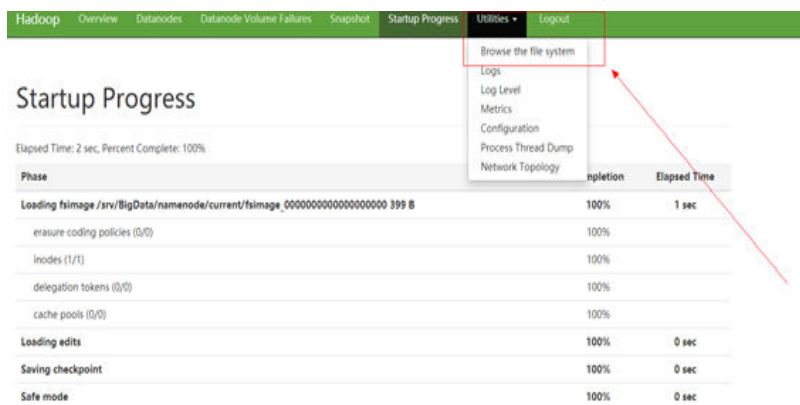 Hadoop Overview Datanodes Datanode Volume Failures Snapshot Startup Progress Utilities Logout
Browse the file system
Logs
Log Level
Metrics
Configuration
Process Thread Dump
Network Topology
Startup Progress
Elapsed Time: 2 sec, Percent Complete: 100%
Phase mpletion Elapsed Time
Loading fsimage /srv/BigData/namenode/current/fsimage_0000000000000000000 399 B 100% 1 sec
erasure coding policies (0/0) 100%
inodes (1/1) 100%
delegation tokens (0/0) 100%
cache pools (0/0) 100%
Loading edits 100% 0 sec
Saving checkpoint 100% 0 sec
Safe mode 100% 0 sec